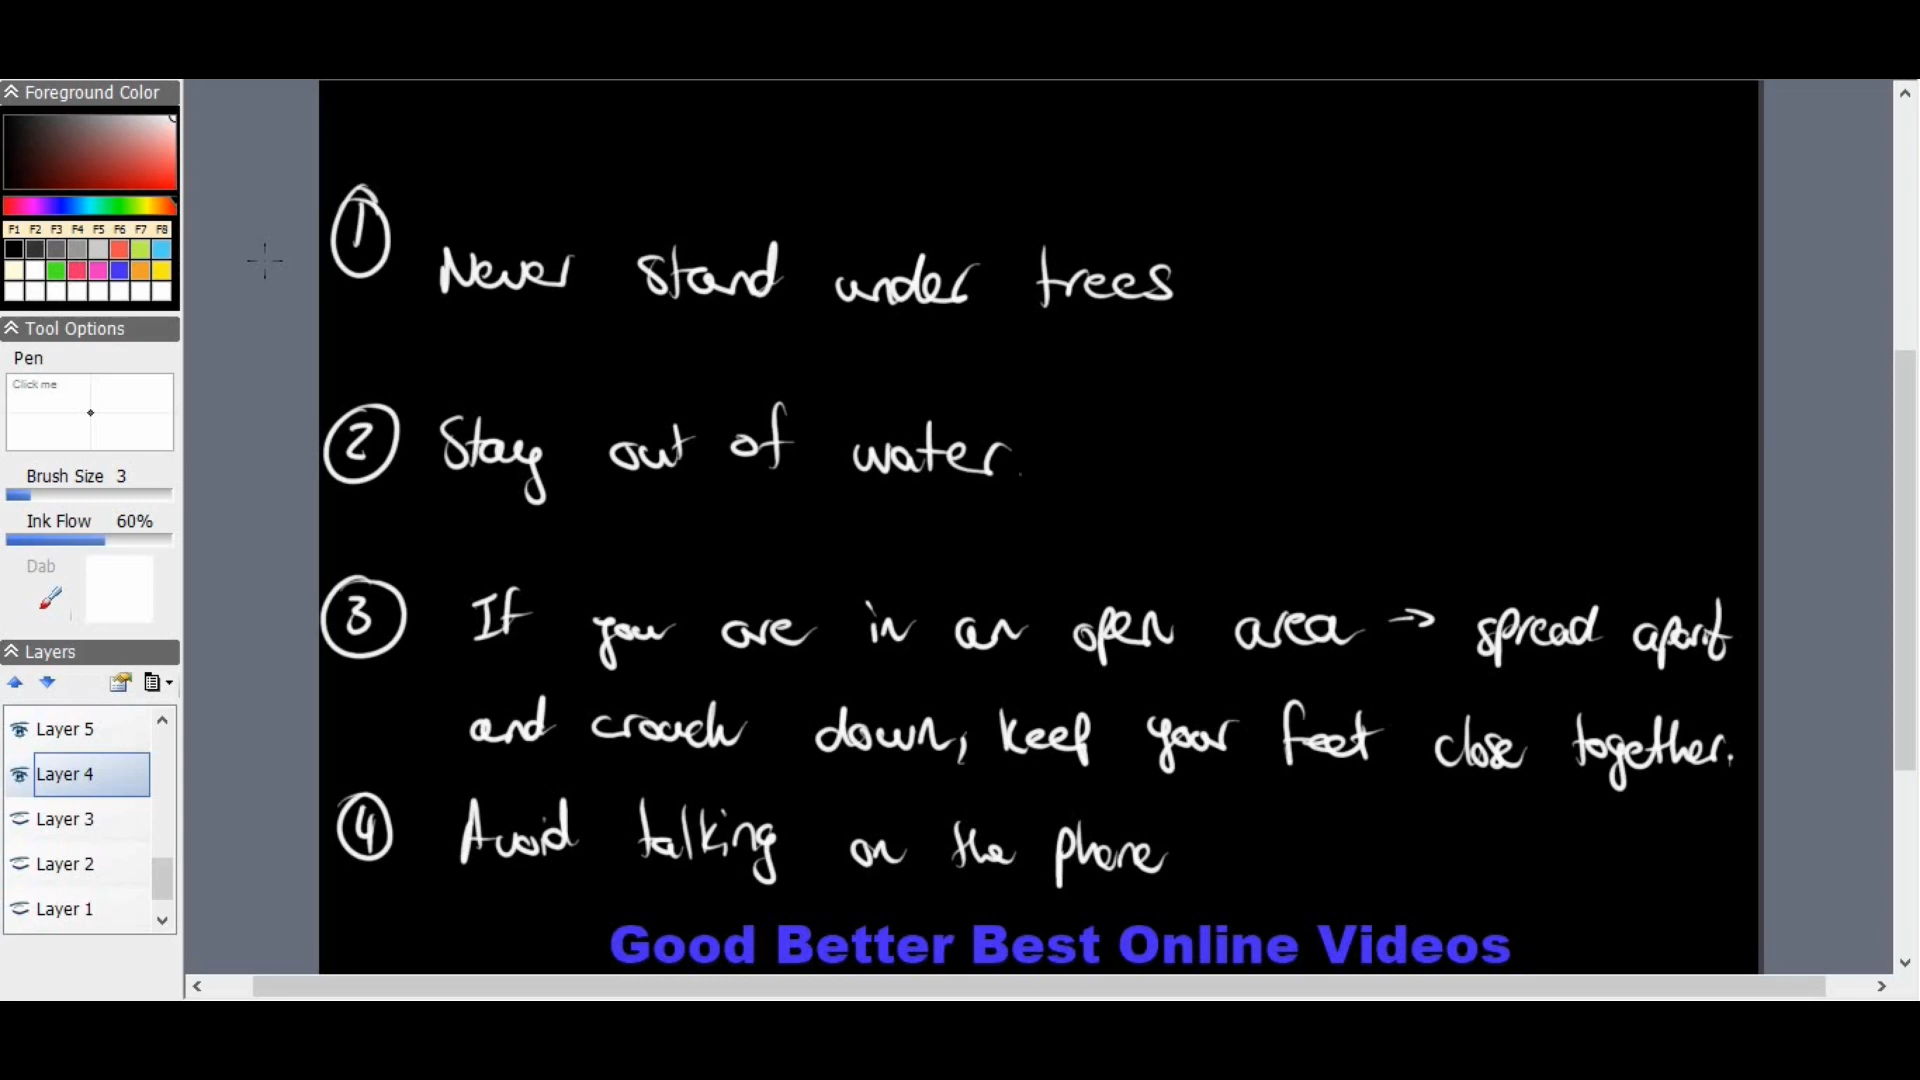 Foreground Color
F1 F2 F3 F4 F5 F6 F7 F8
Tool Options
Pen
Click me
Brush Size 3
Ink Flow 60%
Dab
Layers
Layer 5
Layer 4
Layer 3
Layer 2
Layer 1
① Never stand under trees
② Stay out of water.
③ If you are in an open area → spread apart
and crouch down, keep your feet close together.
④ Avoid talking on the phone
Good Better Best Online Videos